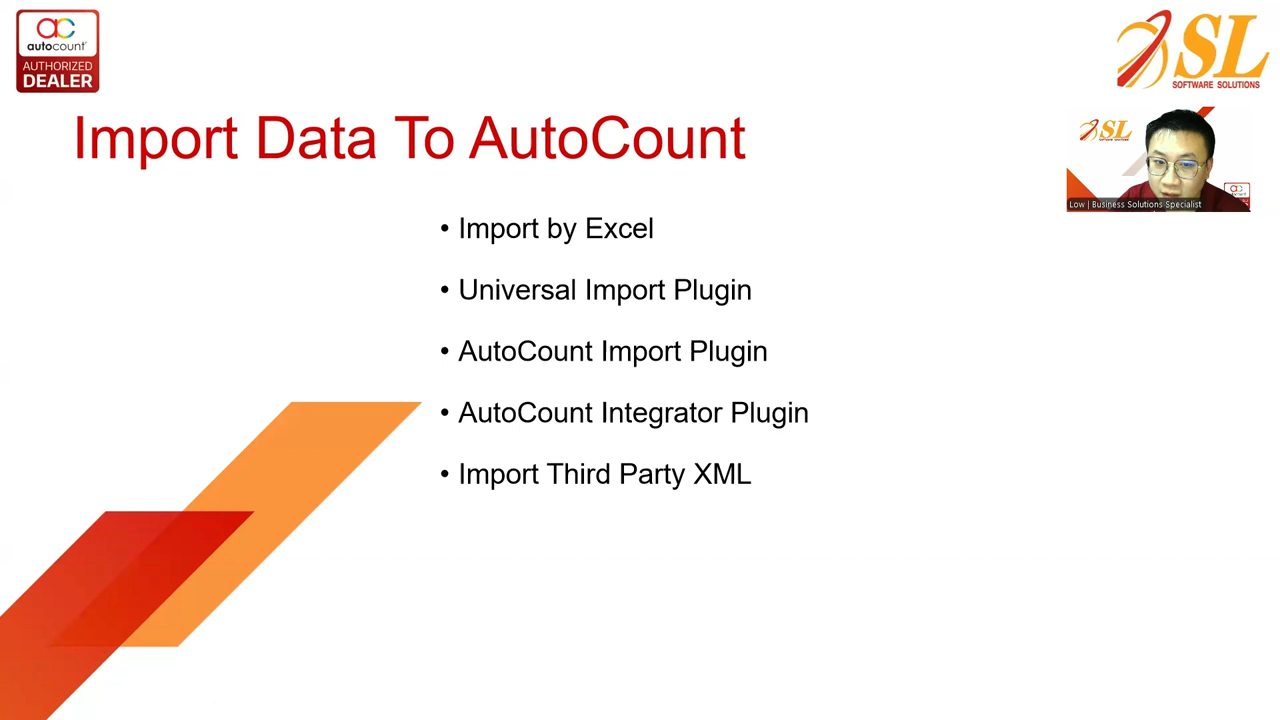 autocount
AUTHORIZED
DEALER
SL
SOFTWARE SOLUTIONS
Import Data To AutoCount
SL
Low | Business Solutions Specialist
• Import by Excel
• Universal Import Plugin
• AutoCount Import Plugin
• AutoCount Integrator Plugin
• Import Third Party XML